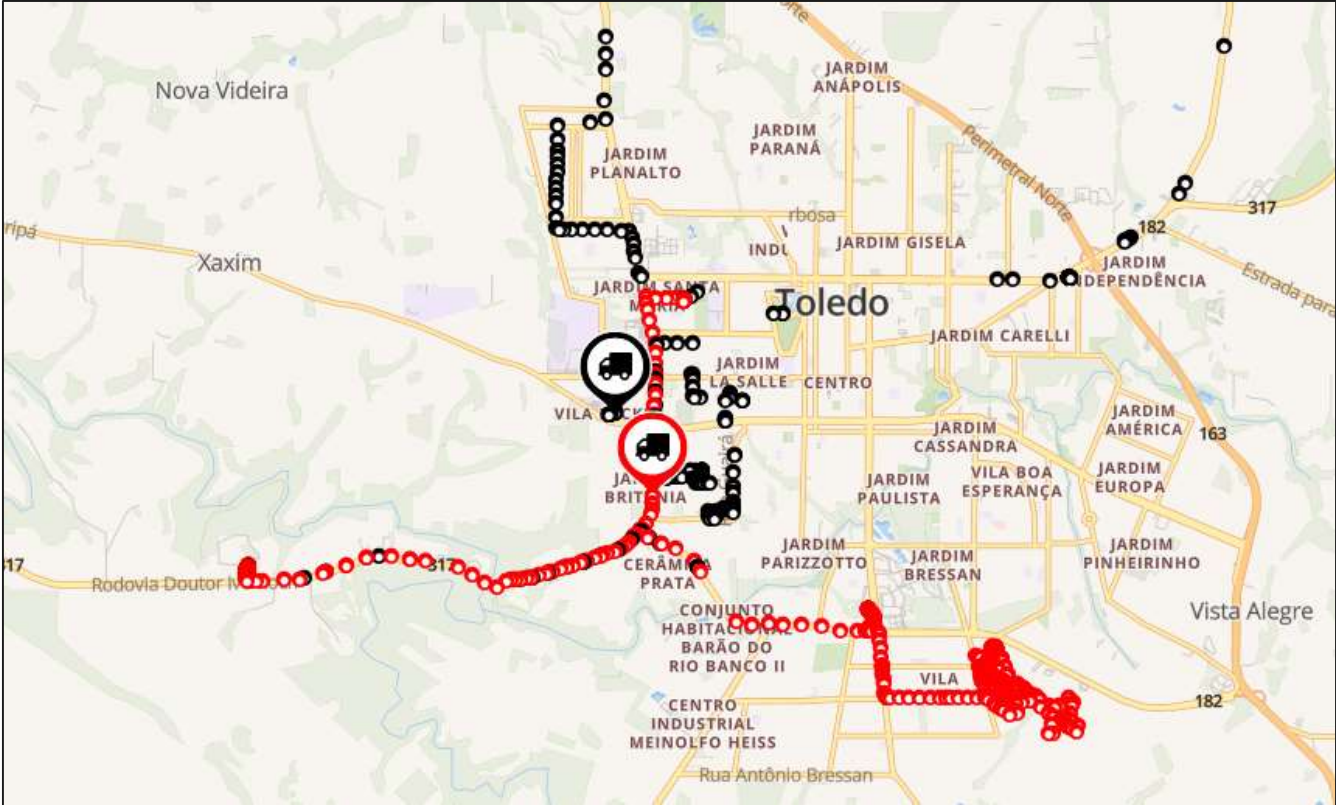 Norte
JARDIM
ANÁPOLIS
Nova Videira
JARDIM
PARANÁ
Perimetral Norte
JARDIM
PLANALTO
rbosa
317
182
ripá
JARDIM GISELA
Xaxim
JARDIM
INDEPENDÊNCIA
Estrada para
JARDIM SANTA
Toledo
JARDIM CARELLI
JARDIM
LA SALLE
CENTRO
VILA
JARDIM
AMÉRICA
JARDIM
CASSANDRA
163
JARDIM
PAULISTA
VILA BOA
ESPERANÇA
JARDIM
EUROPA
BRITÂNIA
317
Rodovia Doutor
317
CERÂMICA
PRATA
JARDIM
PARIZZOTTO
JARDIM
BRESSAN
JARDIM
PINHEIRINHO
CONJUNTO
HABITACIONAL
BARÃO DO
RIO BANCO II
Vista Alegre
VILA
182
CENTRO
INDUSTRIAL
MEINOLFO HEISS
Rua Antônio Bressan